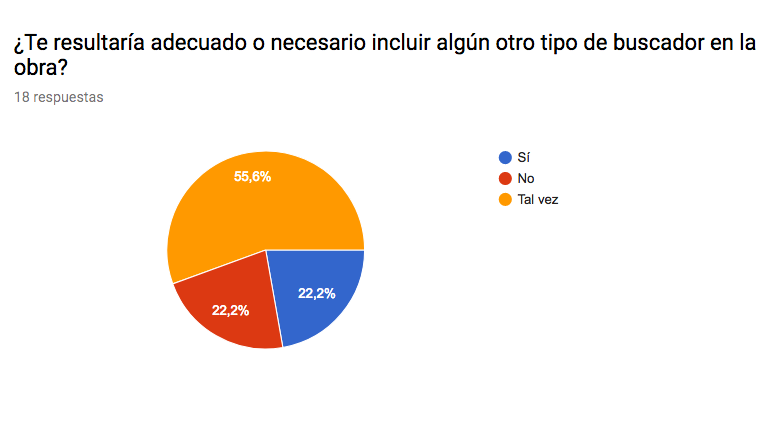 ¿Te resultaría adecuado o necesario incluir algún otro tipo de buscador en la
obra?
18 respuestas
Sí
No
Tal vez
55,6%
22,2%
22,2%